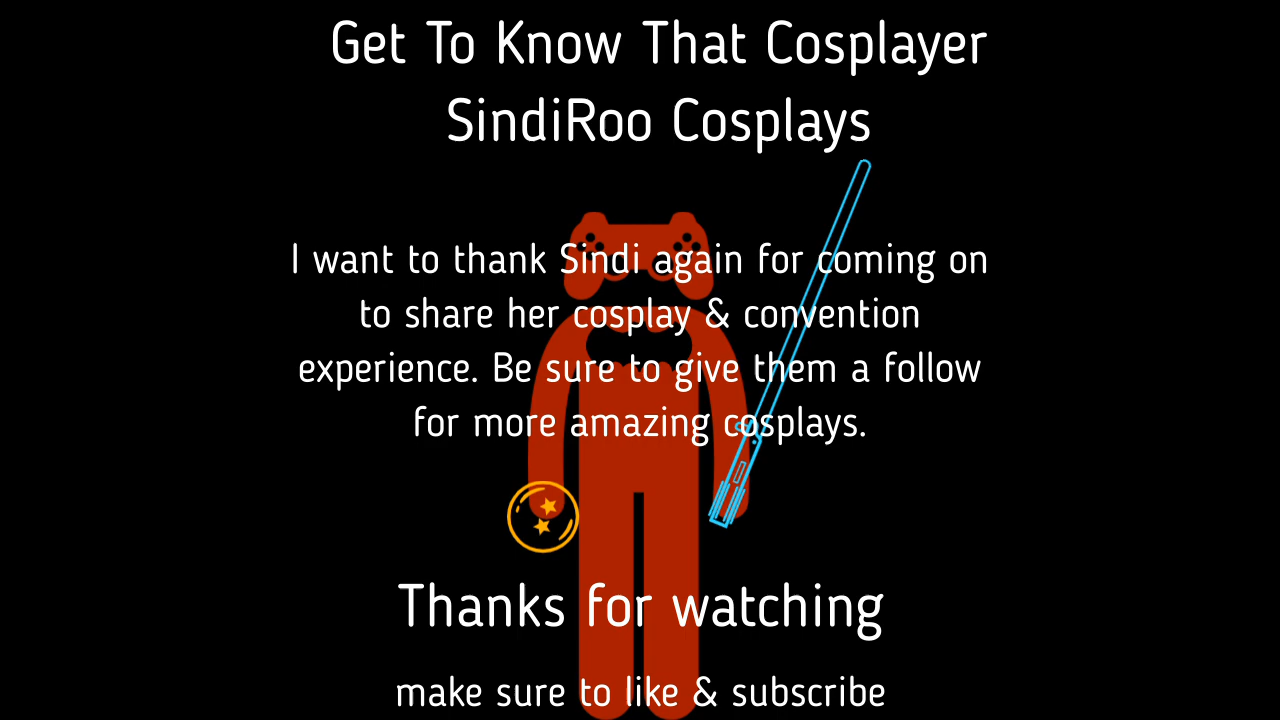 Get To Know That Cosplayer
SindiRoo Cosplays
I want to thank Sindi again for coming on
to share her cosplay & convention
experience. Be sure to give them a follow
for more amazing cosplays.
Thanks for watching
make sure to like & subscribe